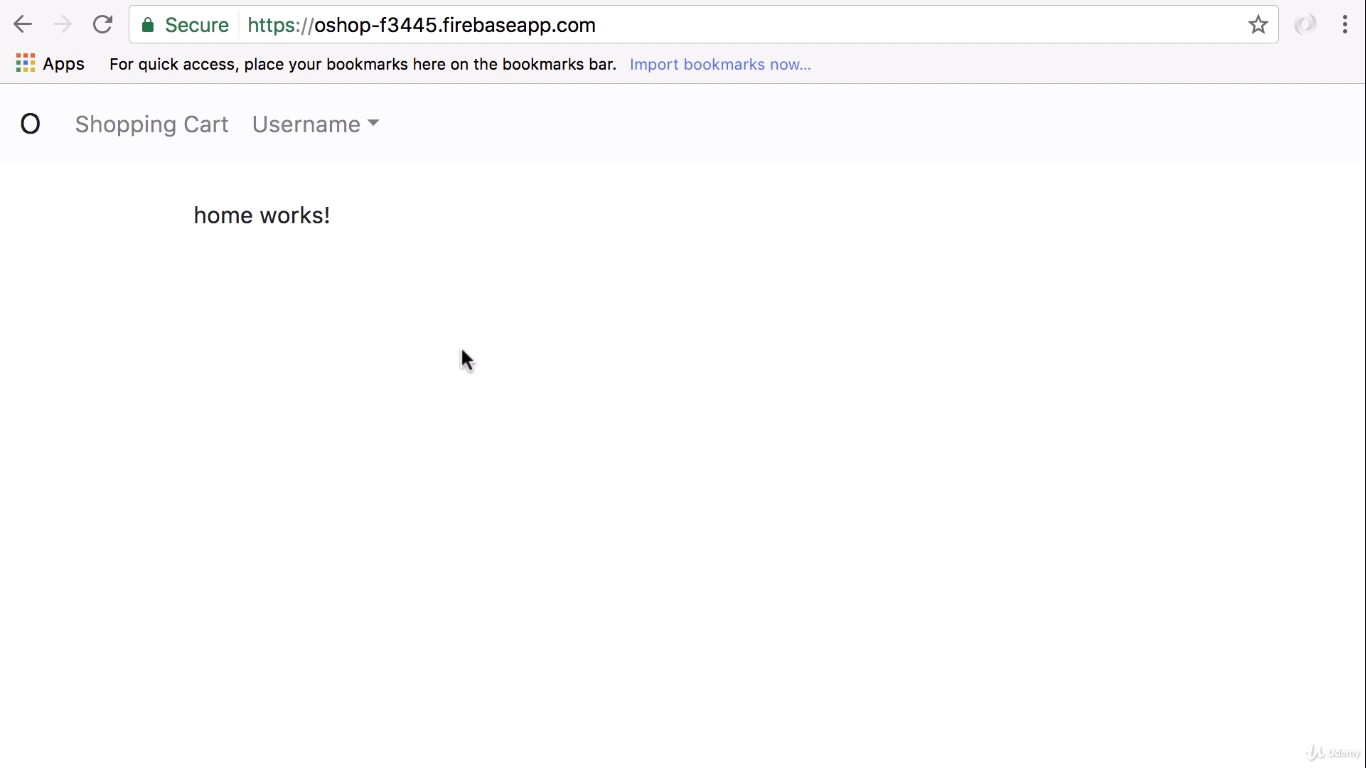 Secure https://oshop-f3445.firebaseapp.com
Apps For quick access, place your bookmarks here on the bookmarks bar. Import bookmarks now...
O Shopping Cart Username
home works!
Udemy